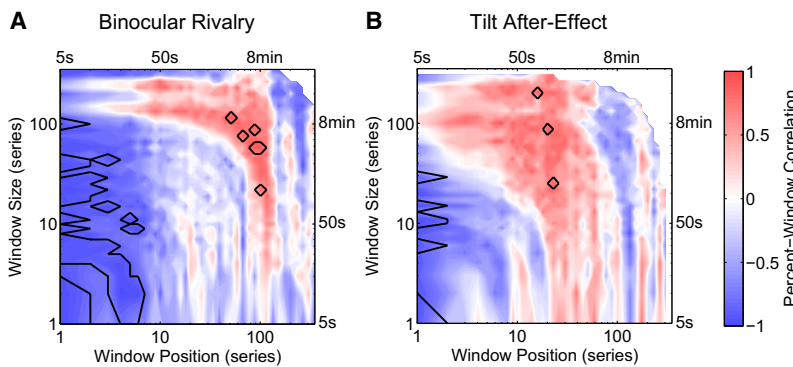 A
Binocular Rivalry
5s
50s
8min
Window Size (series)
100
10
1
8min
50s
5s
1
10
100
Window Position (series)
B
Tilt After-Effect
5s
50s
8min
Window Size (series)
100
10
1
8min
50s
5s
1
10
100
Window Position (series)
1
0.5
0
−0.5
−1
Percent−Window Correlation